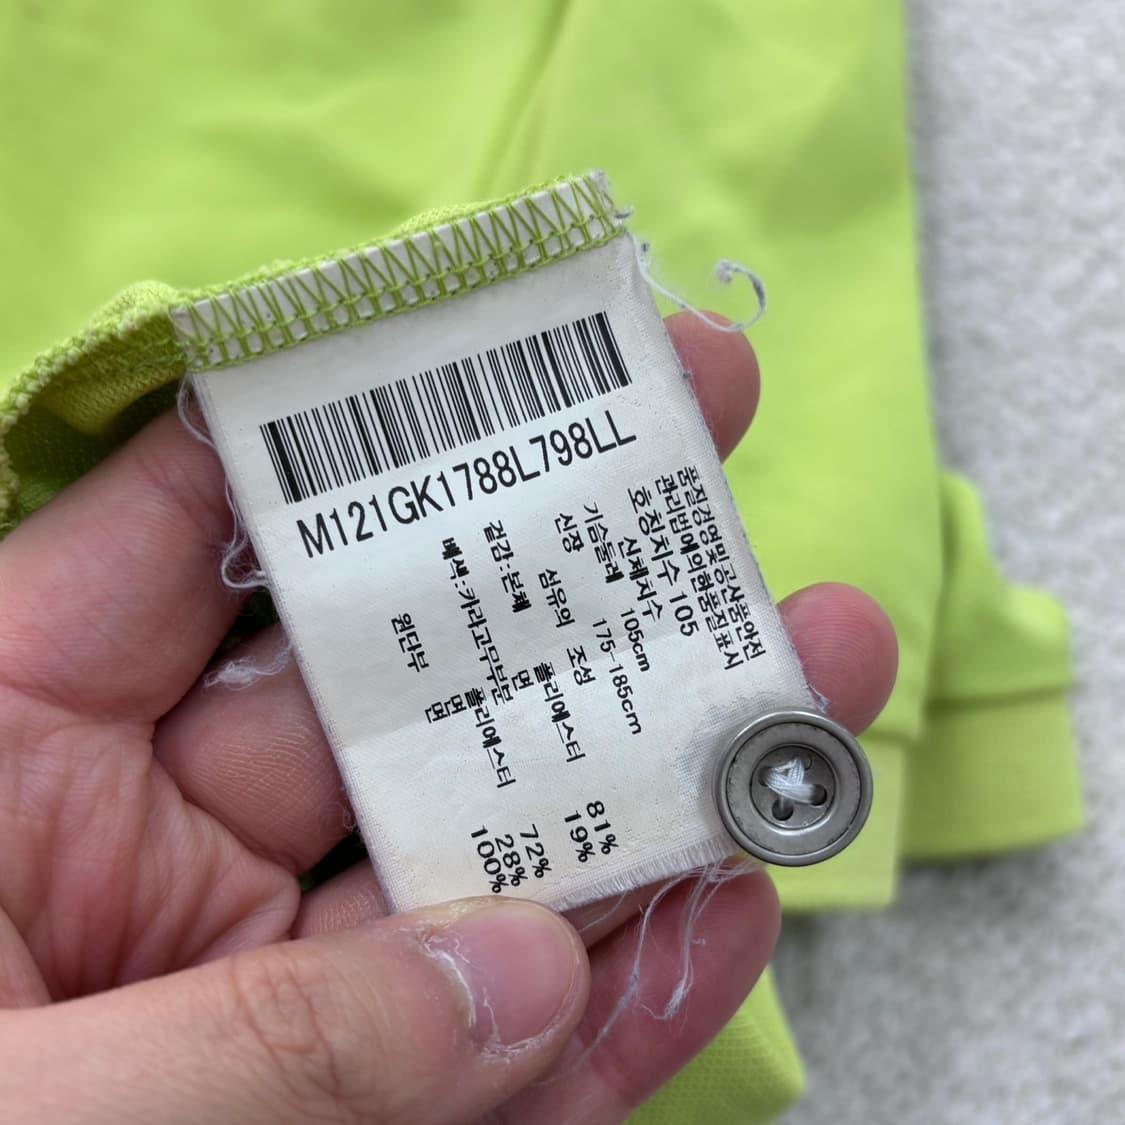 M121GK1788L798LL
품질경영및공산품안전
관리법에의한품질표시
호칭치수 105
신체치수
가슴둘레 105cm
신장 175-185cm
섬유의 조성
겉감:본체 폴리에스터 81%
면 19%
배색:카라고무부분 폴리에스터 72%
면 28%
원단부 면 100%